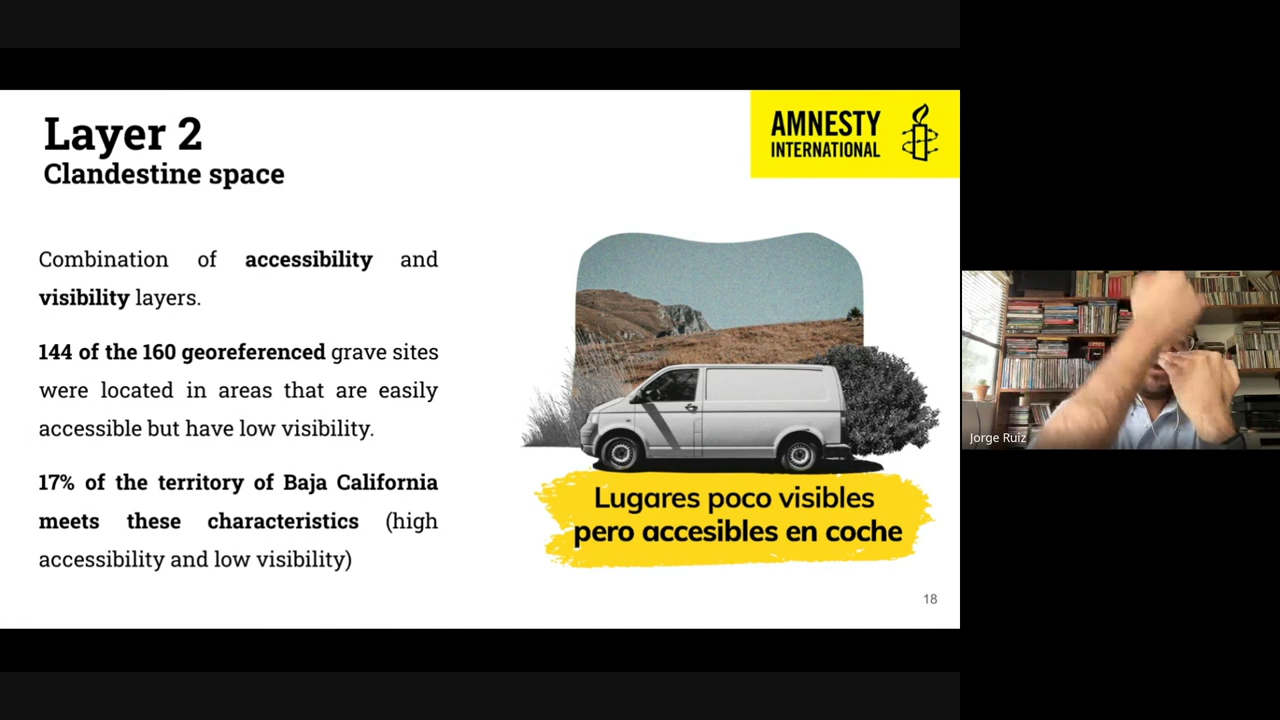 Layer 2
Clandestine space
AMNESTY
INTERNATIONAL
Combination of accessibility and
visibility layers.
144 of the 160 georeferenced grave sites
were located in areas that are easily
accessible but have low visibility.
17% of the territory of Baja California
meets these characteristics (high
accessibility and low visibility)
Lugares poco visibles
pero accesibles en coche
18
Jorge Ruiz